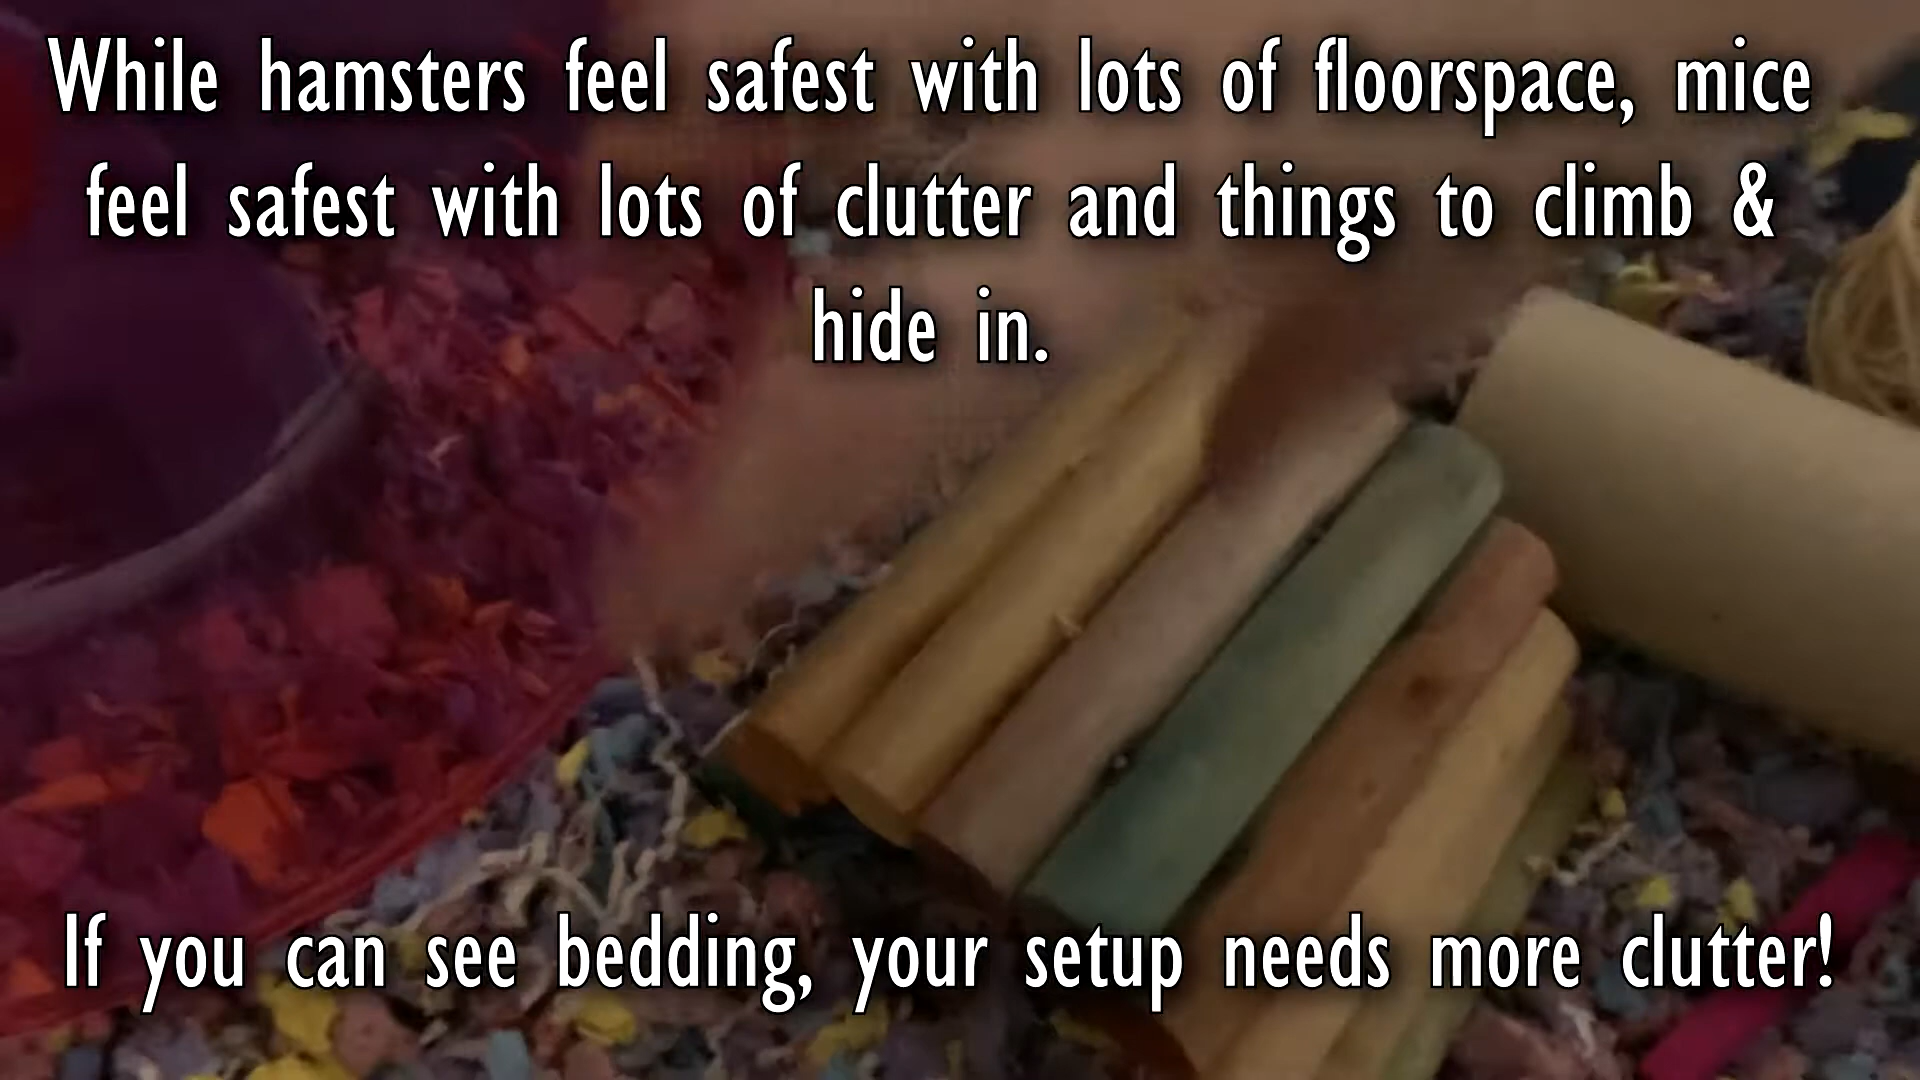 While hamsters feel safest with lots of floorspace, mice
feel safest with lots of clutter and things to climb &
hide in.
If you can see bedding, your setup needs more clutter!